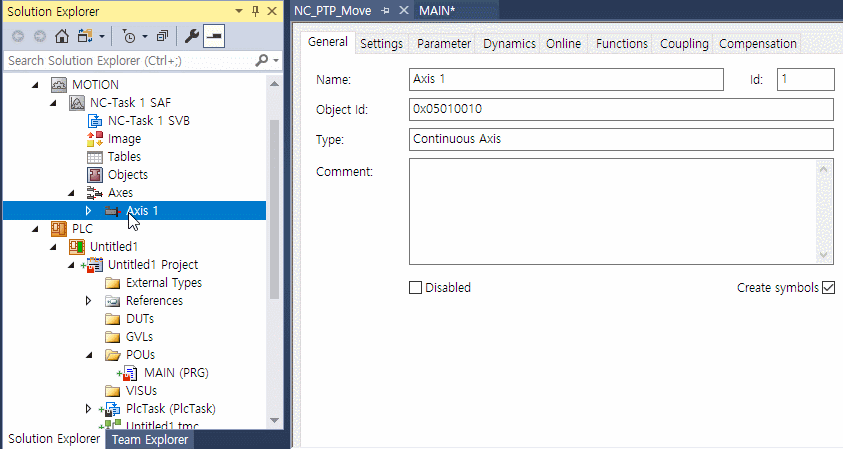 Solution Explorer
Search Solution Explorer (Ctrl+;)
MOTION
NC-Task 1 SAF
NC-Task 1 SVB
Image
Tables
Objects
Axes
Axis 1
PLC
Untitled1
Untitled1 Project
External Types
References
DUTs
GVLs
POUs
MAIN (PRG)
VISUs
PlcTask (PlcTask)
Untitled1.tmc
Solution Explorer Team Explorer
NC_PTP_Move MAIN*
General Settings Parameter Dynamics Online Functions Coupling Compensation
Name: Axis 1 Id: 1
Object Id: 0x05010010
Type: Continuous Axis
Comment:
Disabled Create symbols